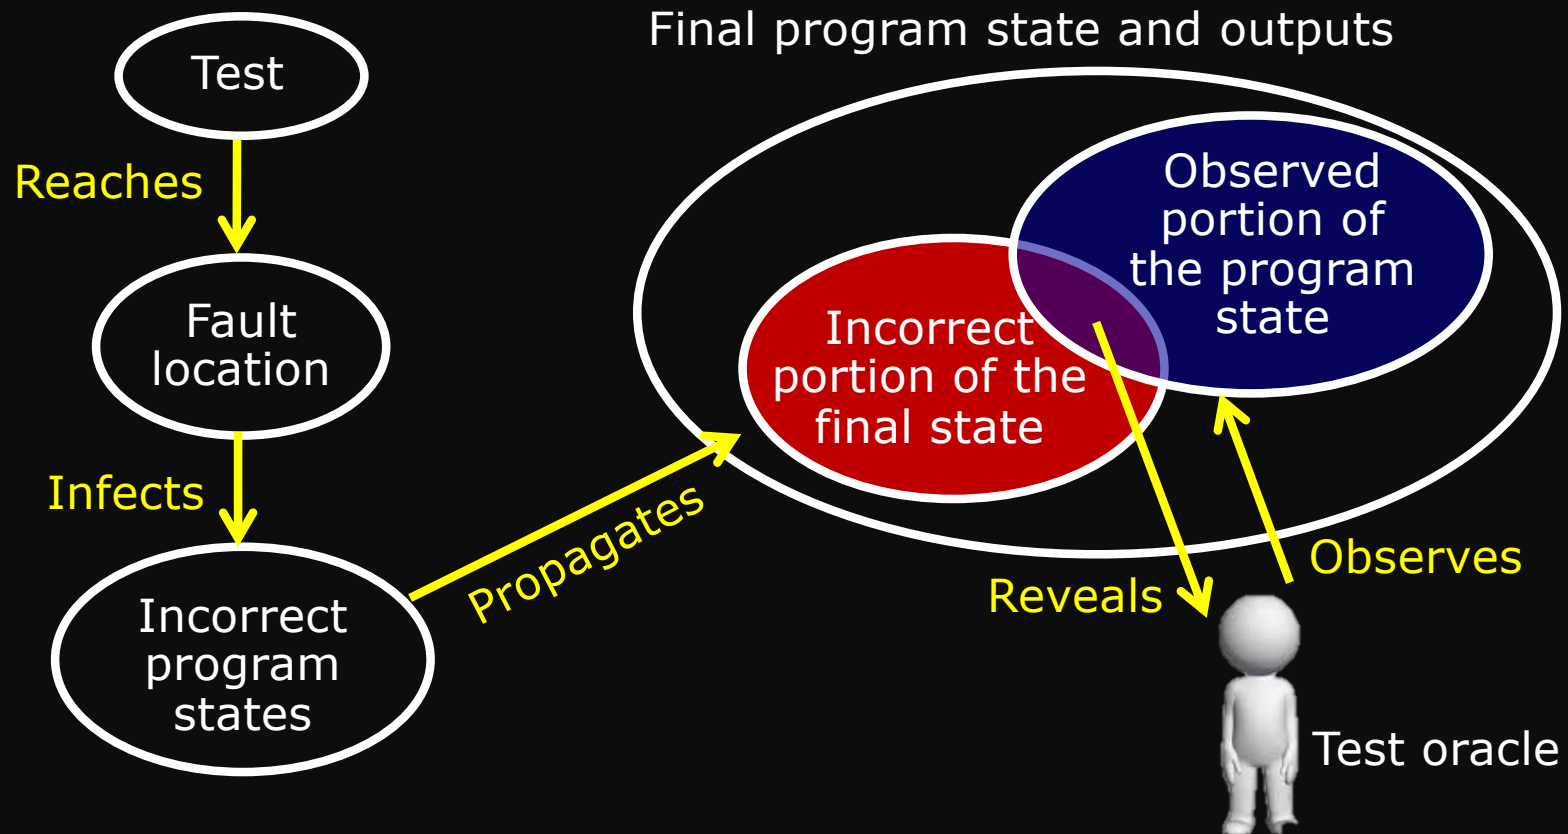 Final program state and outputs
Test
Reaches
Fault
location
Infects
Incorrect
program
states
Propagates
Incorrect
portion of the
final state
Observed
portion of
the program
state
Reveals
Observes
Test oracle